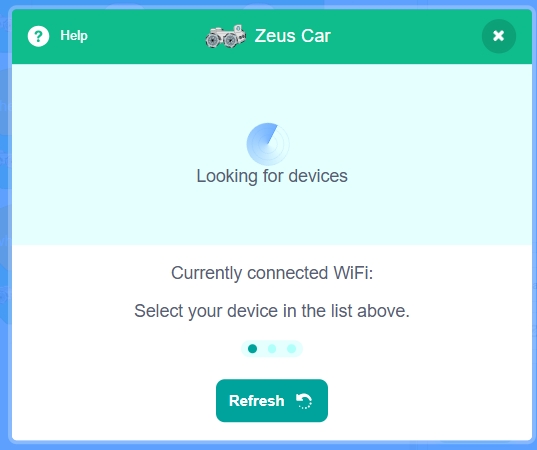 Help
Zeus Car
Looking for devices
Currently connected WiFi:
Select your device in the list above.
Refresh